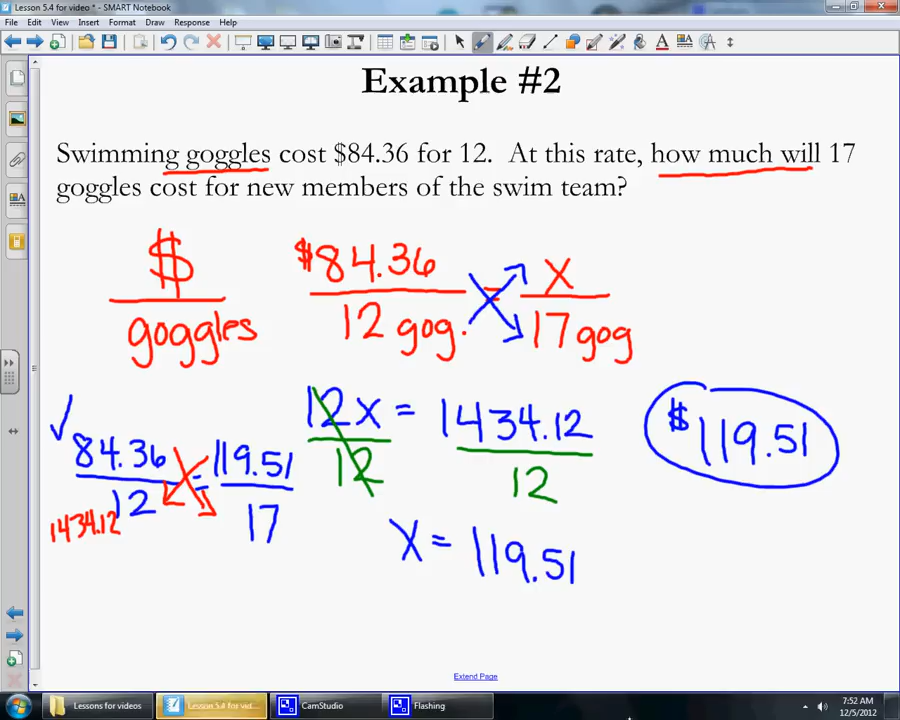 Lesson 5.4 for video * - SMART Notebook
File Edit View Insert Format Draw Response Help
Example #2
Swimming goggles cost $84.36 for 12. At this rate, how much will 17
goggles cost for new members of the swim team?
$ $84.36 = x
goggles 12 gog. 17 gog
12x = 1434.12 $119.51
12 12
✓ 84.36 = 119.51
12 17
1434.12
x = 119.51
Extend Page
Lessons for videos Lesson 5.4 for vid... CamStudio Flashing 7:52 AM
12/5/2012